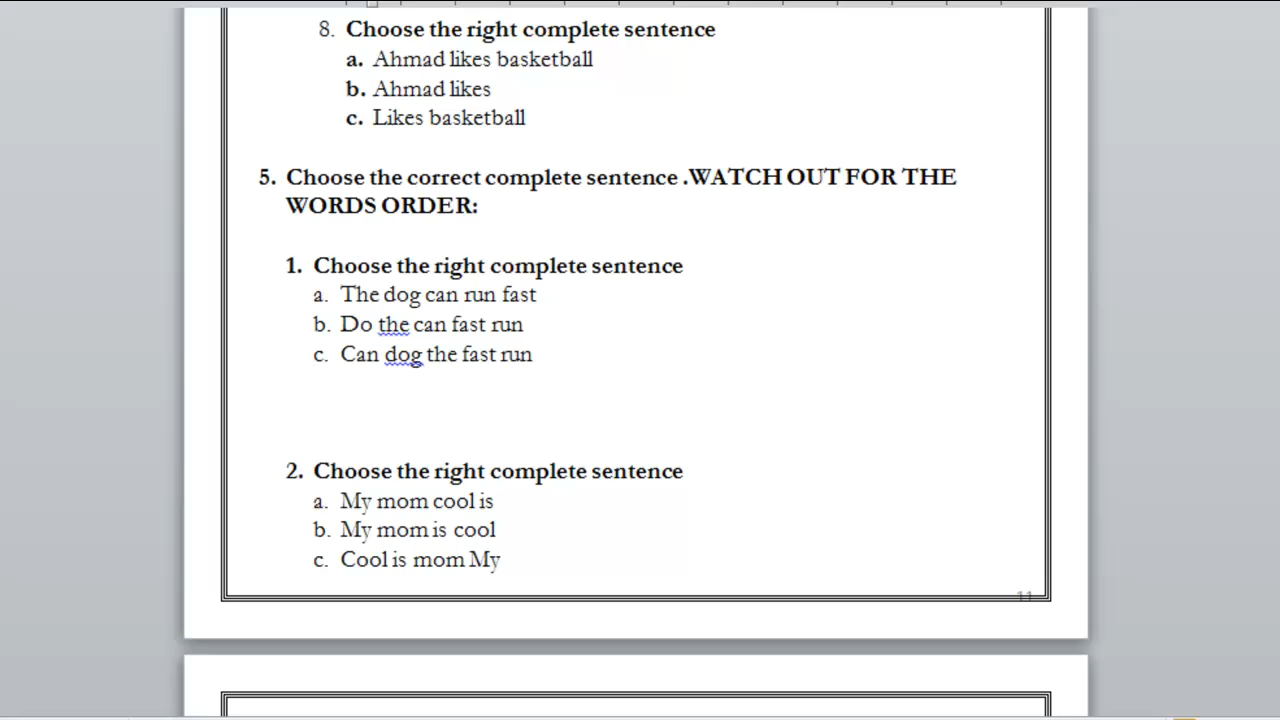 8. Choose the right complete sentence
a. Ahmad likes basketball
b. Ahmad likes
c. Likes basketball
5. Choose the correct complete sentence .WATCH OUT FOR THE
WORDS ORDER:
1. Choose the right complete sentence
a. The dog can run fast
b. Do the can fast run
c. Can dog the fast run
2. Choose the right complete sentence
a. My mom cool is
b. My mom is cool
c. Cool is mom My
11